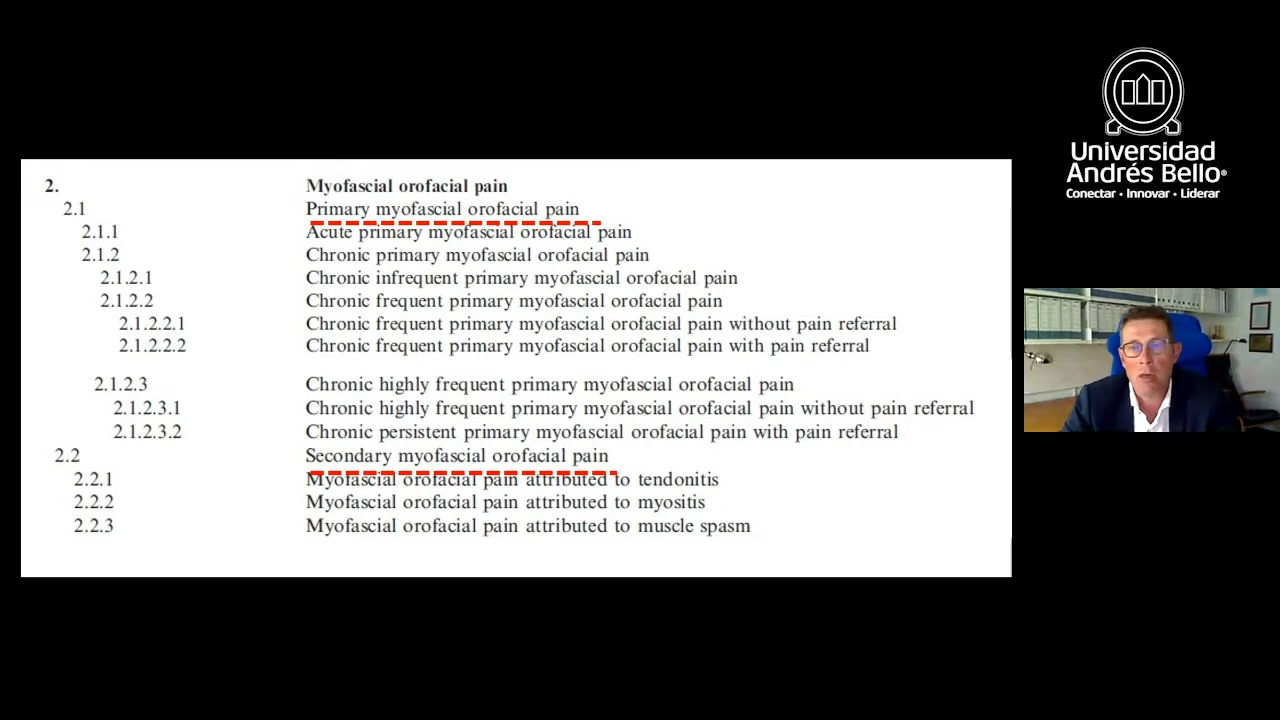 2. Myofascial orofacial pain
2.1 Primary myofascial orofacial pain
2.1.1 Acute primary myofascial orofacial pain
2.1.2 Chronic primary myofascial orofacial pain
2.1.2.1 Chronic infrequent primary myofascial orofacial pain
2.1.2.2 Chronic frequent primary myofascial orofacial pain
2.1.2.2.1 Chronic frequent primary myofascial orofacial pain without pain referral
2.1.2.2.2 Chronic frequent primary myofascial orofacial pain with pain referral
2.1.2.3 Chronic highly frequent primary myofascial orofacial pain
2.1.2.3.1 Chronic highly frequent primary myofascial orofacial pain without pain referral
2.1.2.3.2 Chronic persistent primary myofascial orofacial pain with pain referral
2.2 Secondary myofascial orofacial pain
2.2.1 Myofascial orofacial pain attributed to tendonitis
2.2.2 Myofascial orofacial pain attributed to myositis
2.2.3 Myofascial orofacial pain attributed to muscle spasm
Universidad
Andrés Bello®
Conectar • Innovar • Liderar